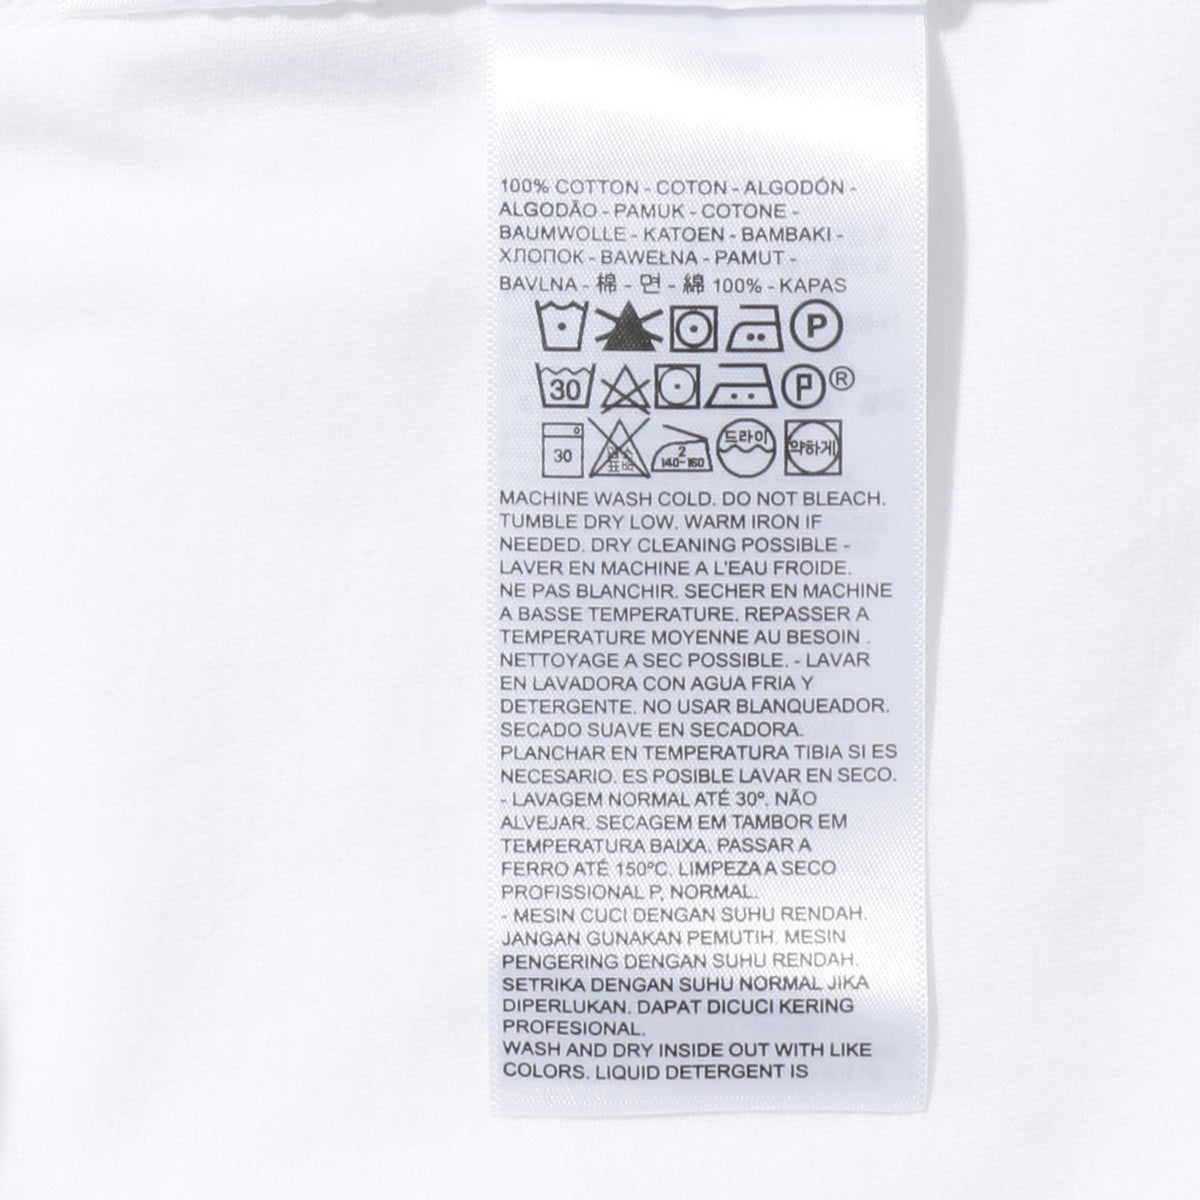 100% COTTON - COTON - ALGODÓN -
ALGODÃO - PAMUK - COTONE -
BAUMWOLLE - KATOEN - BAMBAKI -
ХЛОПОК - BAWEŁNA - PAMUT -
BAVLNA - 棉 - 면 - 綿 100% - KAPAS
P
30 P ®
30 2 140~160 드라이 약하게
MACHINE WASH COLD. DO NOT BLEACH.
TUMBLE DRY LOW. WARM IRON IF
NEEDED. DRY CLEANING POSSIBLE -
LAVER EN MACHINE A L'EAU FROIDE.
NE PAS BLANCHIR. SECHER EN MACHINE
A BASSE TEMPERATURE. REPASSER A
TEMPERATURE MOYENNE AU BESOIN .
NETTOYAGE A SEC POSSIBLE. - LAVAR
EN LAVADORA CON AGUA FRIA Y
DETERGENTE. NO USAR BLANQUEADOR.
SECADO SUAVE EN SECADORA.
PLANCHAR EN TEMPERATURA TIBIA SI ES
NECESARIO. ES POSIBLE LAVAR EN SECO.
- LAVAGEM NORMAL ATÉ 30º. NÃO
ALVEJAR. SECAGEM EM TAMBOR EM
TEMPERATURA BAIXA. PASSAR A
FERRO ATÉ 150ºC. LIMPEZA A SECO
PROFISSIONAL P, NORMAL.
- MESIN CUCI DENGAN SUHU RENDAH.
JANGAN GUNAKAN PEMUTIH. MESIN
PENGERING DENGAN SUHU RENDAH.
SETRIKA DENGAN SUHU NORMAL JIKA
DIPERLUKAN. DAPAT DICUCI KERING
PROFESIONAL.
WASH AND DRY INSIDE OUT WITH LIKE
COLORS. LIQUID DETERGENT IS